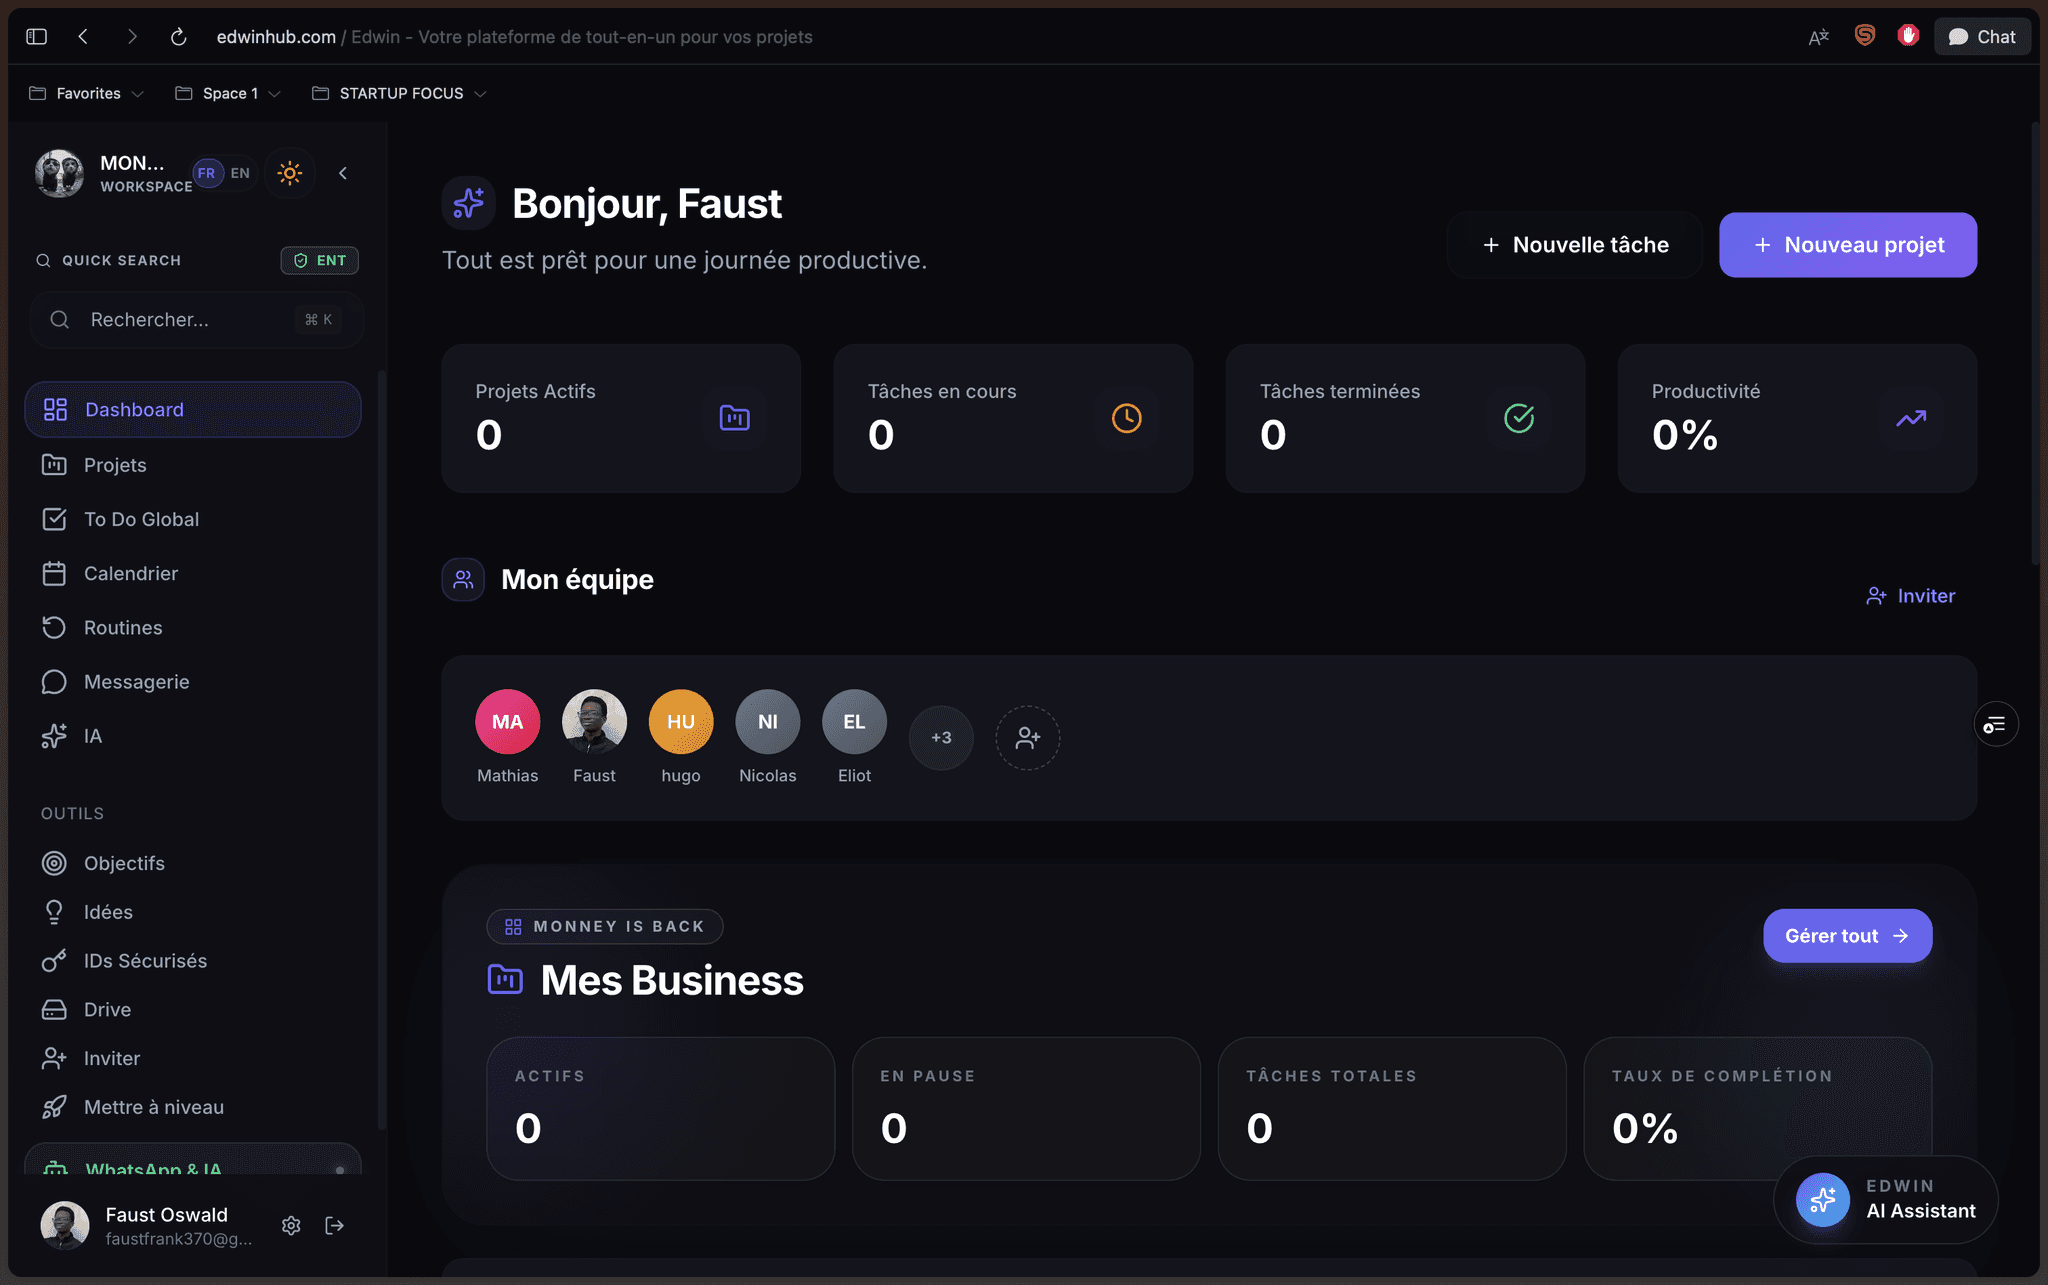 edwinhub.com / Edwin - Votre plateforme de tout-en-un pour vos projets
Chat
Favorites
Space 1
STARTUP FOCUS
MON...
WORKSPACE
FR EN
QUICK SEARCH
ENT
Rechercher...
⌘ K
Dashboard
Projets
To Do Global
Calendrier
Routines
Messagerie
IA
OUTILS
Objectifs
Idées
IDs Sécurisés
Drive
Inviter
Mettre à niveau
WhatsApp & IA
Faust Oswald
faustfrank370@g...
Bonjour, Faust
Tout est prêt pour une journée productive.
+ Nouvelle tâche
+ Nouveau projet
Projets Actifs
0
Tâches en cours
0
Tâches terminées
0
Productivité
0%
Mon équipe
Inviter
MA
HU
NI
EL
+3
Mathias
Faust
hugo
Nicolas
Eliot
MONNEY IS BACK
Mes Business
Gérer tout →
ACTIFS
0
EN PAUSE
0
TÂCHES TOTALES
0
TAUX DE COMPLÉTION
0%
EDWIN
AI Assistant